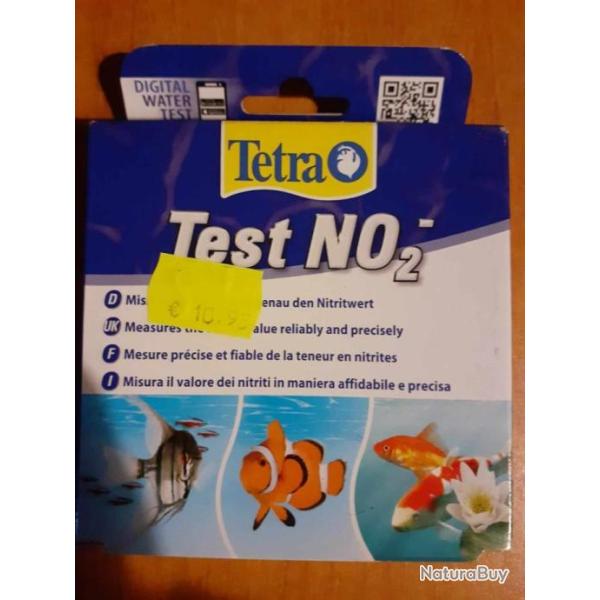 DIGITAL
WATER
TEST
Tetra
Test NO₂⁻
D Mis enau den Nitritwert
€ 10.95
UK Measures the alue reliably and precisely
F Mesure précise et fiable de la teneur en nitrites
I Misura il valore dei nitriti in maniera affidabile e precisa
NaturaBuy